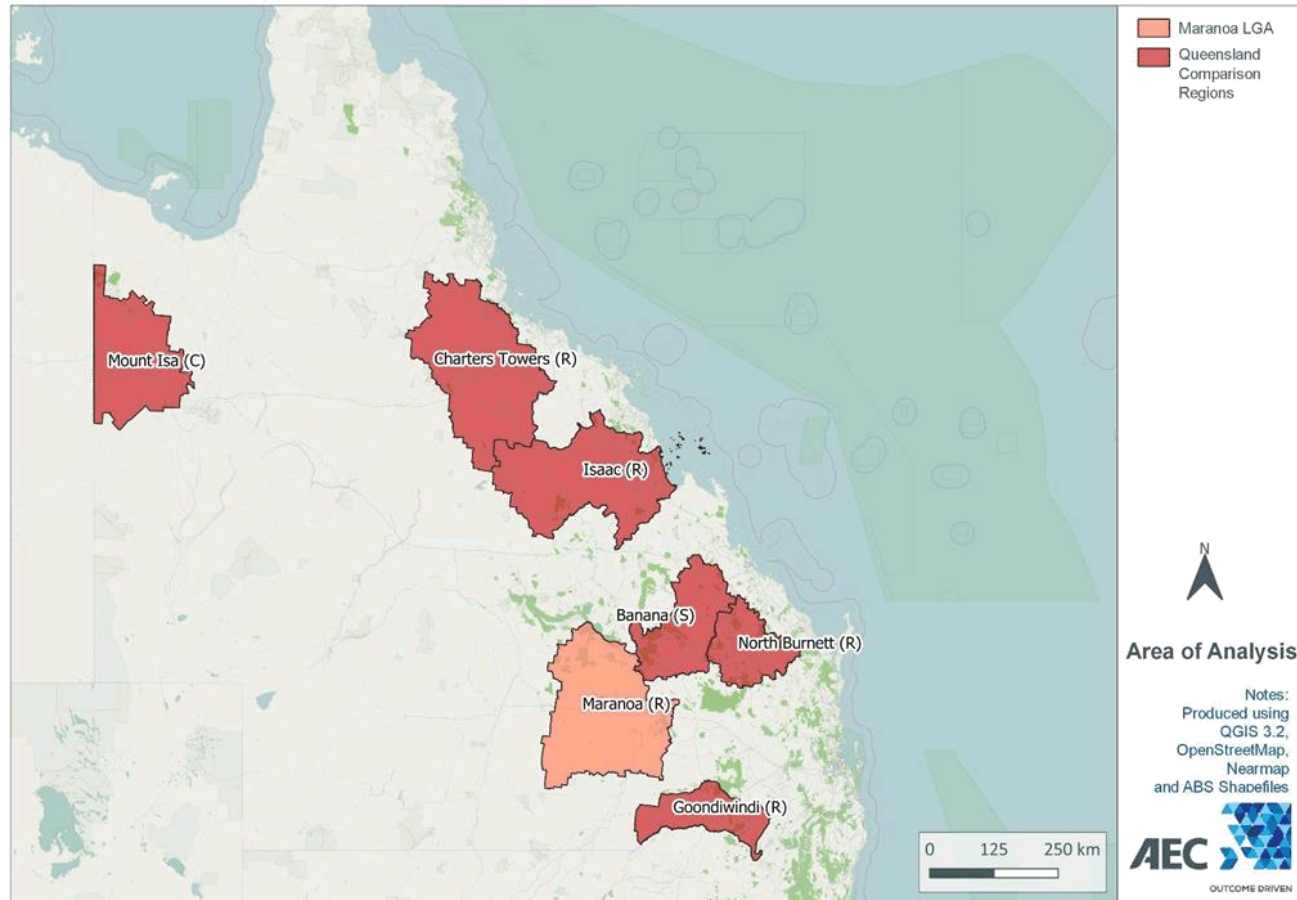 Maranoa LGA
Queensland
Comparison
Regions
Mount Isa (C)
Charters Towers (R)
Isaac (R)
Banana (S)
North Burnett (R)
Maranoa (R)
Goondiwindi (R)
0 125 250 km
N
Area of Analysis
Notes:
Produced using
QGIS 3.2,
OpenStreetMap,
Nearmap
and ABS Shapefiles
AEC
OUTCOME DRIVEN